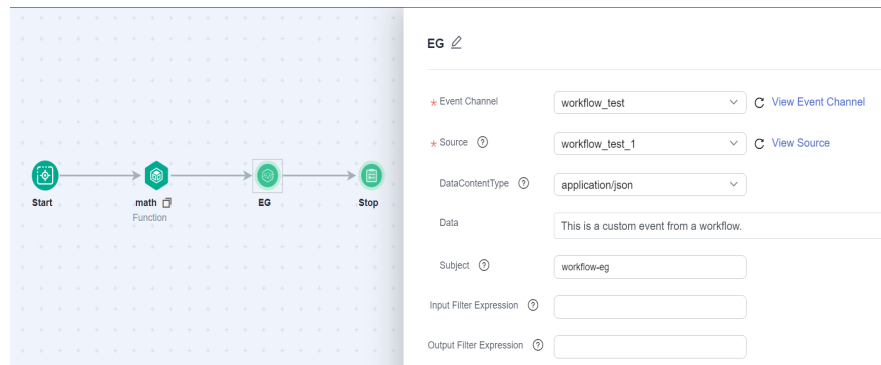 Start
math
Function
EG
Stop
EG
* Event Channel workflow_test View Event Channel
* Source ? workflow_test_1 View Source
DataContentType ? application/json
Data This is a custom event from a workflow.
Subject ? workflow-eg
Input Filter Expression ?
Output Filter Expression ?